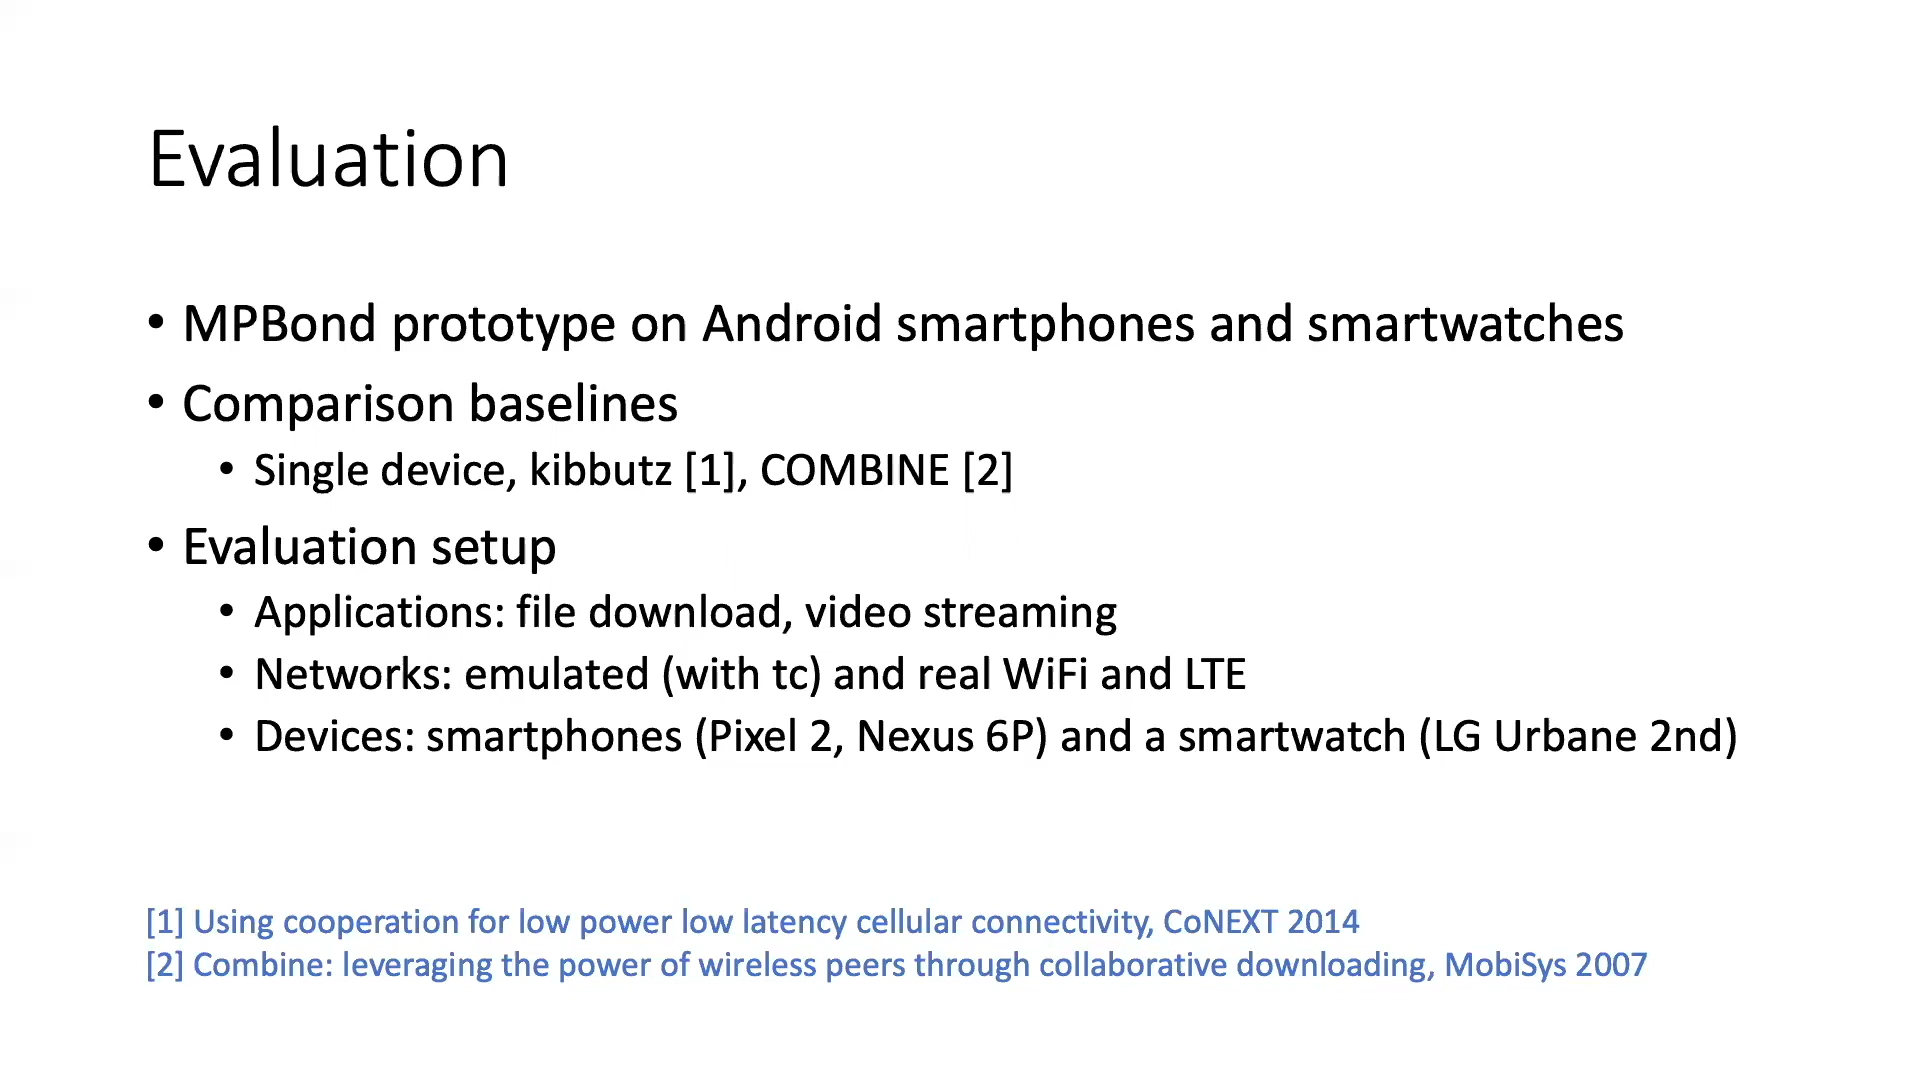 Evaluation
• MPBond prototype on Android smartphones and smartwatches
• Comparison baselines
• Single device, kibbutz [1], COMBINE [2]
• Evaluation setup
• Applications: file download, video streaming
• Networks: emulated (with tc) and real WiFi and LTE
• Devices: smartphones (Pixel 2, Nexus 6P) and a smartwatch (LG Urbane 2nd)
[1] Using cooperation for low power low latency cellular connectivity, CoNEXT 2014
[2] Combine: leveraging the power of wireless peers through collaborative downloading, MobiSys 2007